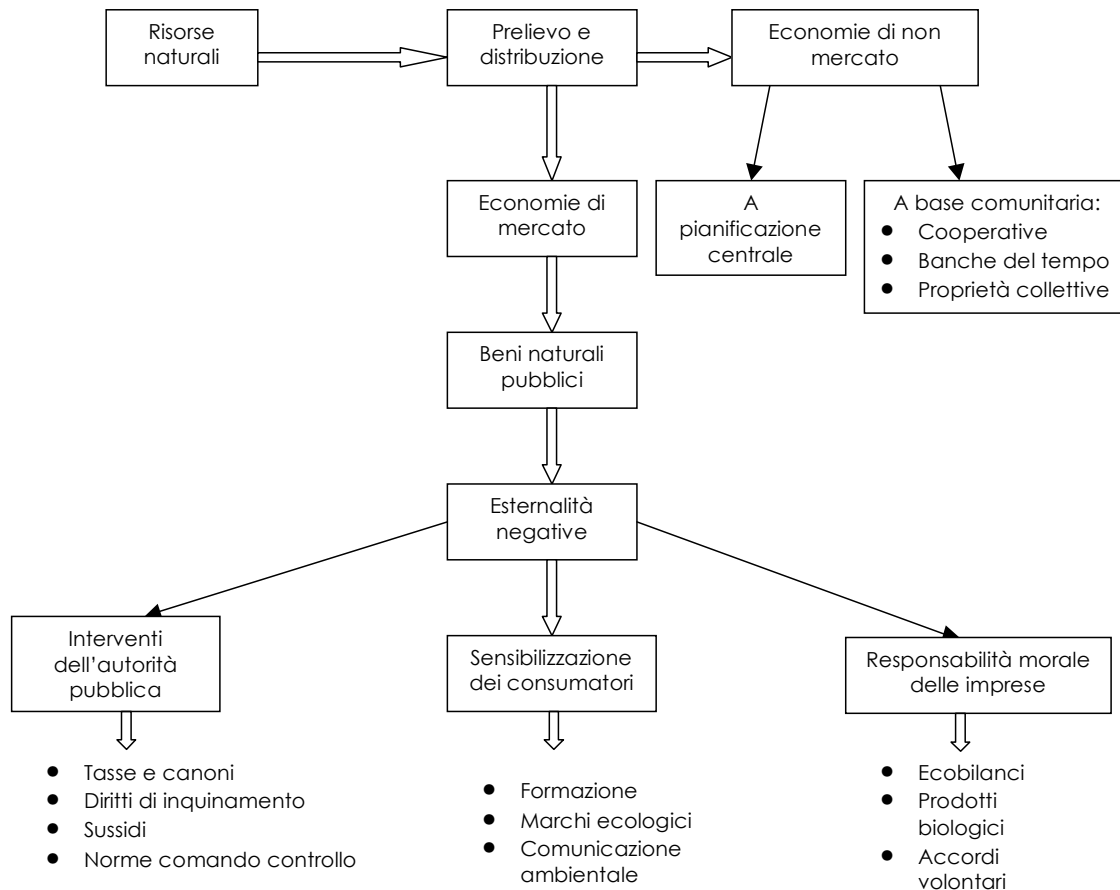 Risorse
naturali
Prelievo e
distribuzione
Economie di non
mercato
Economie di
mercato
A
pianificazione
centrale
A base comunitaria:
● Cooperative
● Banche del tempo
● Proprietà collettive
Beni naturali
pubblici
Esternalità
negative
Interventi
dell’autorità
pubblica
Sensibilizzazione
dei consumatori
Responsabilità morale
delle imprese
● Tasse e canoni
● Diritti di inquinamento
● Sussidi
● Norme comando controllo
● Formazione
● Marchi ecologici
● Comunicazione
ambientale
● Ecobilanci
● Prodotti
biologici
● Accordi
volontari